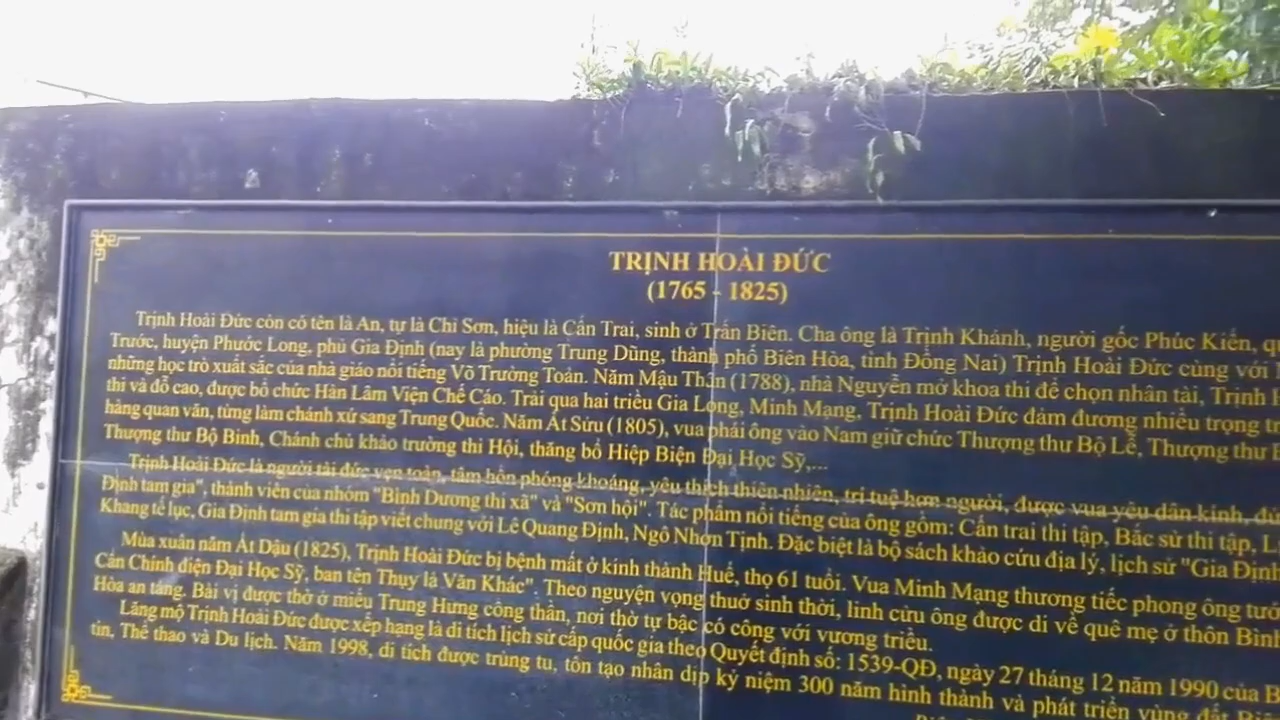 TRỊNH HOÀI ĐỨC
(1765 - 1825)
Trịnh Hoài Đức còn có tên là An, tự là Chỉ Sơn, hiệu là Cấn Trai, sinh ở Trấn Biên. Cha ông là Trịnh Khánh, người gốc Phúc Kiến,
Trước, huyện Phước Long, phủ Gia Định (nay là phường Trung Dũng, thành phố Biên Hòa, tỉnh Đồng Nai) Trịnh Hoài Đức cùng với
những học trò xuất sắc của nhà giáo nổi tiếng Võ Trường Toản. Năm Mậu Thân (1788), nhà Nguyễn mở khoa thi để chọn nhân tài, Trịnh
thi và đỗ cao, được bổ chức Hàn Lâm Viện Chế Cáo. Trải qua hai triều Gia Long, Minh Mạng, Trịnh Hoài Đức đảm đương nhiều trọng
hàng quan văn, từng làm chánh xứ sang Trung Quốc. Năm Ất Sửu (1805), vua phái ông vào Nam giữ chức Thượng thư Bộ Lễ, Thượng thư
Thượng thư Bộ Binh, Chánh chủ khảo trường thi Hội, thăng bổ Hiệp Biện Đại Học Sỹ,...
Trịnh Hoài Đức là người tài đức vẹn toàn, tâm hồn phóng khoáng, yêu thích thiên nhiên, trí tuệ hơn người, được vua yêu dân kính,
Định tam gia", thành viên của nhóm "Bình Dương thi xã" và "Sơn hội". Tác phẩm nổi tiếng của ông gồm: Cấn trai thi tập, Bắc sứ thi tập,
Khang tế lục, Gia Định tam gia thi tập viết chung với Lê Quang Định, Ngô Nhơn Tịnh. Đặc biệt là bộ sách khảo cứu địa lý, lịch sử "Gia Định
Mùa xuân năm Ất Dậu (1825), Trịnh Hoài Đức bị bệnh mất ở kinh thành Huế, thọ 61 tuổi. Vua Minh Mạng thương tiếc phong ông tước
Cần Chính điện Đại Học Sỹ, ban tên Thụy là Văn Khác". Theo nguyện vọng thuở sinh thời, linh cừu ông được di về quê mẹ ở thôn Bình
Hòa an táng. Bài vị được thờ ở miếu Trung Hưng công thần, nơi thờ tự bậc có công với vương triều.
Lăng mộ Trịnh Hoài Đức được xếp hạng là di tích lịch sử cấp quốc gia theo Quyết định số: 1539-QĐ, ngày 27 tháng 12 năm 1990 của
tin, Thể thao và Du lịch. Năm 1998, di tích được trùng tu, tôn tạo nhân dịp kỷ niệm 300 năm hình thành và phát triển vùng đất